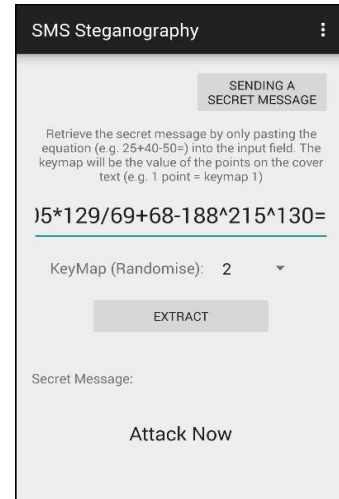 SMS Steganography
SENDING A
SECRET MESSAGE
Retrieve the secret message by only pasting the
equation (e.g. 25+40-50=) into the input field. The
keymap will be the value of the points on the cover
text (e.g. 1 point = keymap 1)
5*129/69+68-188^215^130=
KeyMap (Randomise): 2
EXTRACT
Secret Message:
Attack Now